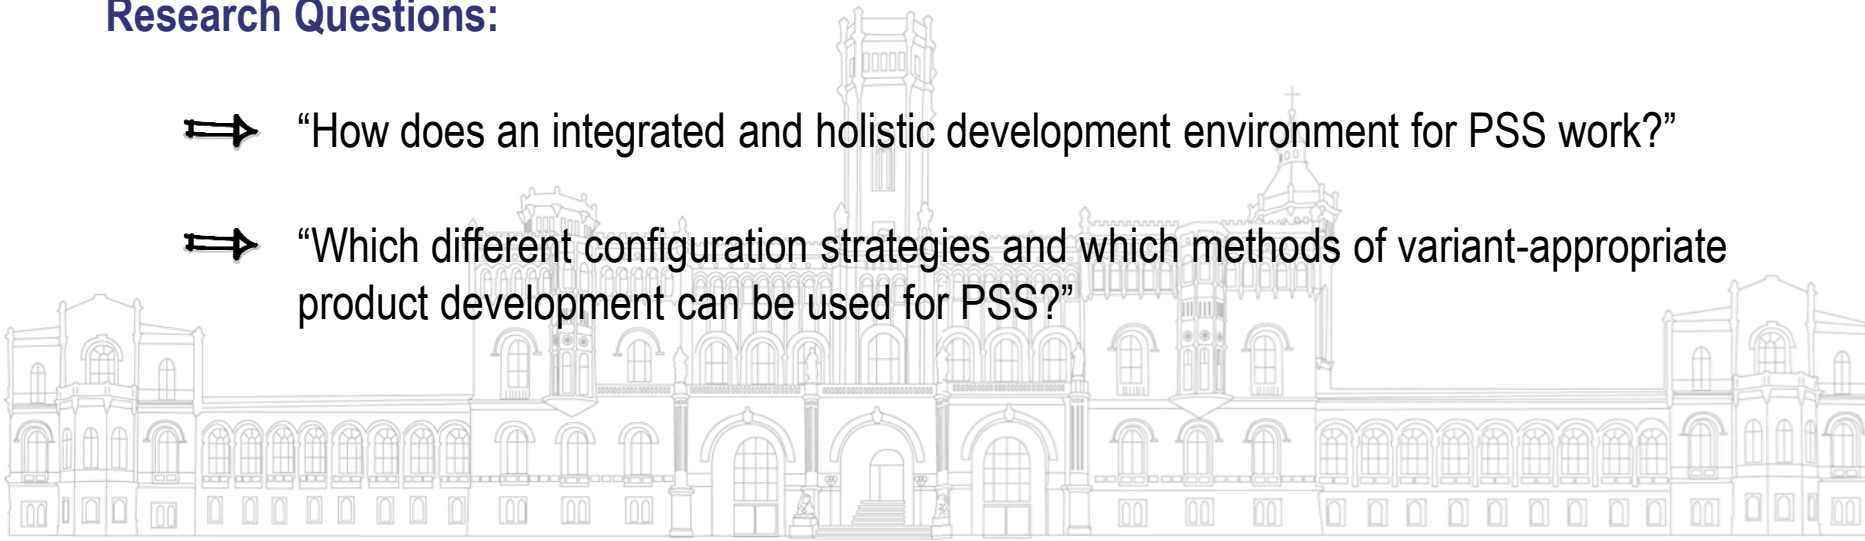 Research Questions:
“How does an integrated and holistic development environment for PSS work?”
“Which different configuration strategies and which methods of variant-appropriate
product development can be used for PSS?”